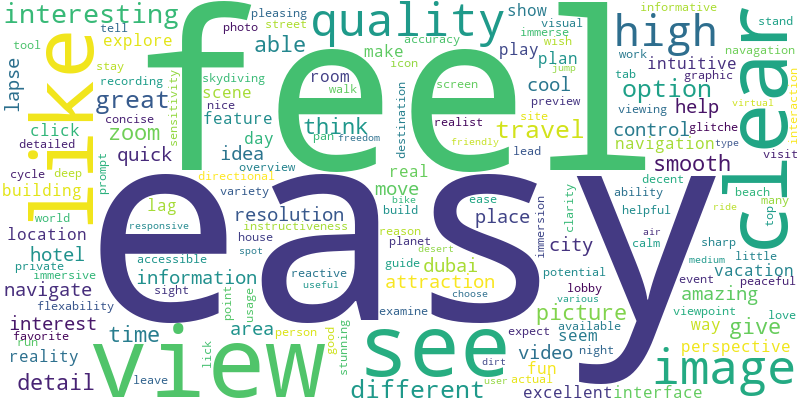 interesting
pleasing
street
tell
photo
explore
tool
stay
recording
skydiving
scene
nice
concise
like
lapse
great
able
feel
quality
show
visual
immerse
accuracy
wish
icon
make
play
plan
cool
room
walk
screen
jump
preview
high
informative
navagation
stand
intuitive
work
graphic
tab
option
viewing
clear
interaction
virtual
help
glitche
control
type
navigation
smooth
visit
click
zoom
feature
sensitivity
think
realist
site
travel
destination
pan
freedom
lead
friendly
detailed
quick
idea
day
cycle
deep
prompt
overview
directional
real
move
bike
ease
decent
ability
beach
many
building
variety
lag
resolution
build
place
immersion
clarity
helpful
air
calm
top
ride
world
responsive
house
instructiveness
reason
planet
easy
city
sharp
little
medium
location
spot
desert
hotel
accessible
information
reactive
useful
guide
dubai
potential
vacation
private
immersive
sight
attraction
choose
lobby
event
peaceful
various
navigate
flexability
point
usage
examine
picture
amazing
interest
time
area
person
expect
available
viewpoint
love
favorite
fun
view
good
stunning
see
seem
give
way
reality
lick
dirt
video
night
perspective
detail
leave
different
user
actual
fun
excellent
interface
image